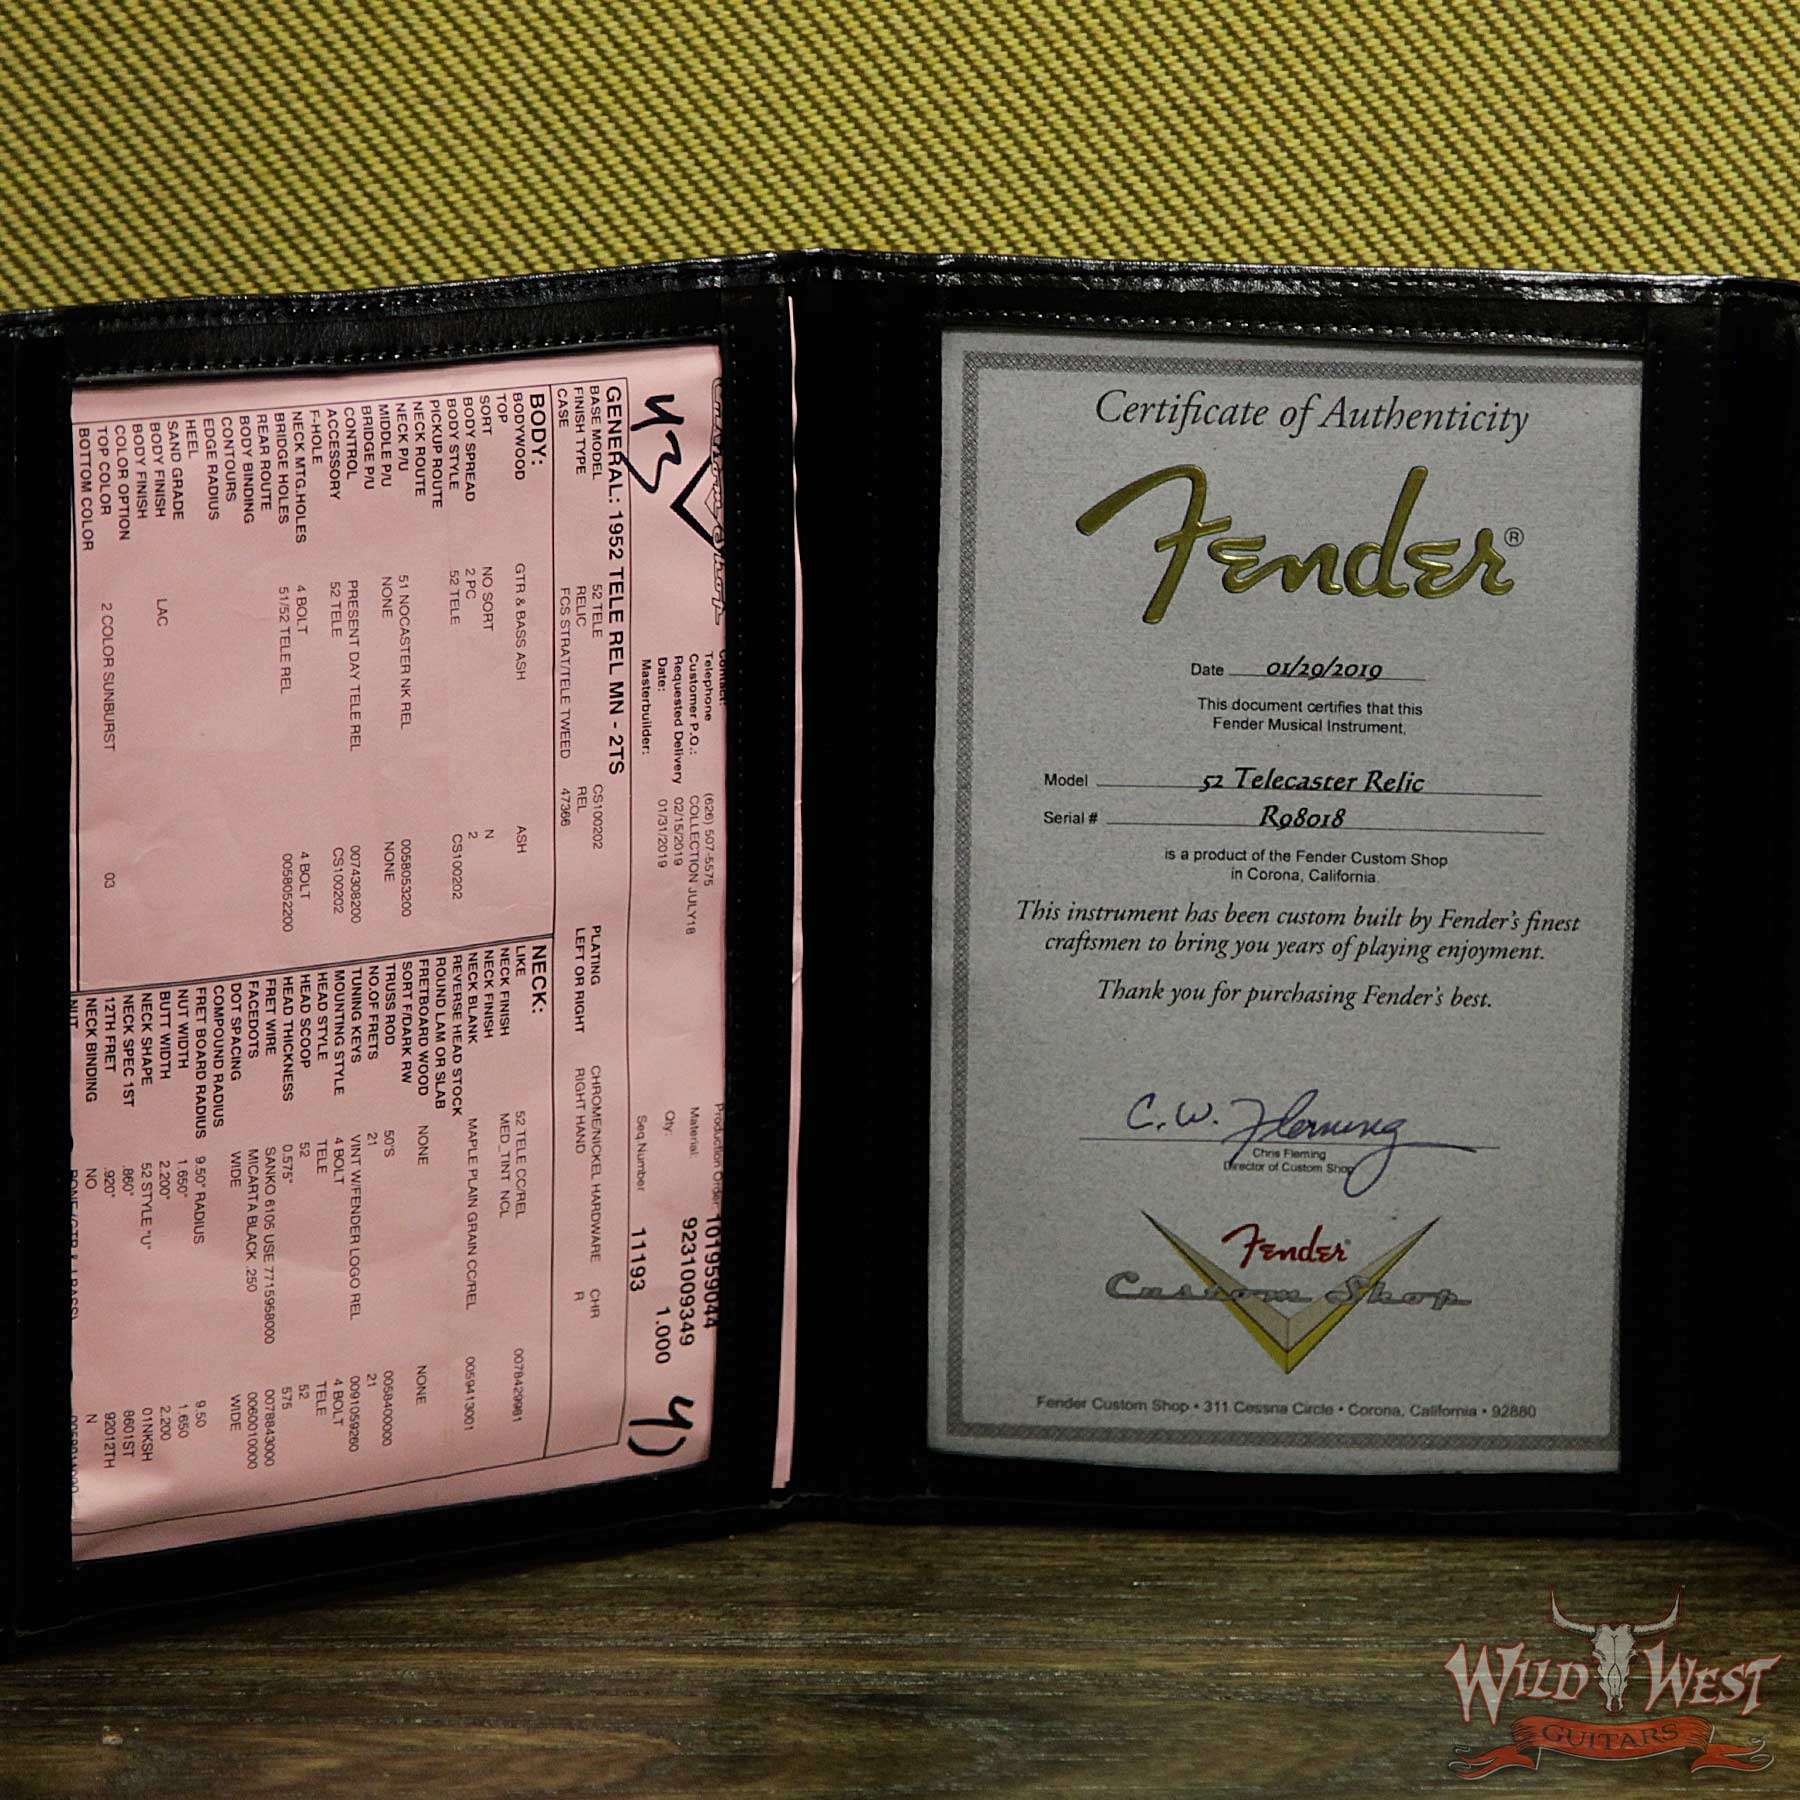 Custom Shop
43
Contact:
Telephone (626) 507-5575
Customer P.O.: COLLECTION JULY18
Requested Delivery 02/15/2019
Date: 01/31/2019
Masterbuilder:
Production Order: 101959044
Material: 9231009349
Qty: 1.000
Seq Number 11193
GENERAL: 1952 TELE REL MN - 2TS
BASE MODEL 52 TELE CS100202 PLATING CHROME/NICKEL HARDWARE CHR
FINISH TYPE RELIC REL LEFT OR RIGHT RIGHT HAND R
CASE FCS STRAT/TELE TWEED 47366
BODY:
BODYWOOD GTR & BASS ASH ASH
TOP
SORT NO SORT N
BODY SPREAD 2 PC 2
BODY STYLE 52 TELE CS100202
PICKUP ROUTE
NECK ROUTE
NECK P/U 51 NOCASTER NK REL 0058053200
MIDDLE P/U NONE NONE
BRIDGE P/U
CONTROL PRESENT DAY TELE REL 0074308200
ACCESSORY 52 TELE CS100202
F-HOLE
NECK MTG.HOLES 4 BOLT 4 BOLT
BRIDGE HOLES 51/52 TELE REL 0058052200
REAR ROUTE
BODY BINDING
CONTOURS
EDGE RADIUS
HEEL
SAND GRADE
BODY FINISH LAC
BODY FINISH
COLOR OPTION
TOP COLOR 2 COLOR SUNBURST 03
BOTTOM COLOR
NECK:
LIKE 52 TELE CC/REL 0078429981
NECK FINISH MED_TINT NCL
NECK FINISH
NECK BLANK MAPLE PLAIN GRAIN CC/REL 0059413001
REVERSE HEAD STOCK
ROUND LAM OR SLAB
FRETBOARD WOOD NONE NONE
SORT F/DARK RW
TRUSS ROD 50'S 0058400000
NO.OF FRETS 21 21
TUNING KEYS VINT W/FENDER LOGO REL 0091059260
MOUNTING STYLE 4 BOLT 4 BOLT
HEAD STYLE TELE TELE
HEAD SCOOP 52 52
HEAD THICKNESS 0.575" 575
FRET WIRE SANKO 6105 USE 7715958000 0078843000
FACEDOTS MICARTA BLACK .250 0060010000
DOT SPACING WIDE WIDE
COMPOUND RADIUS
FRET BOARD RADIUS 9.50" RADIUS 9.50
NUT WIDTH 1.650" 1.650
BUTT WIDTH 2.200" 2.200
NECK SHAPE 52 STYLE "U" 01NKSH
NECK SPEC 1ST .860" 8601ST
12TH FRET .920" 92012TH
NECK BINDING NO N
NUT
Certificate of Authenticity
Fender®
Date 01/29/2019
This document certifies that this
Fender Musical Instrument,
Model 52 Telecaster Relic
Serial # R98018
is a product of the Fender Custom Shop
in Corona, California.
This instrument has been custom built by Fender's finest
craftsmen to bring you years of playing enjoyment.
Thank you for purchasing Fender's best.
C. W. Fleming
Chris Fleming
Director of Custom Shop
Fender®
Custom Shop
Fender Custom Shop • 311 Cessna Circle • Corona, California • 92880
WILD WEST
GUITARS